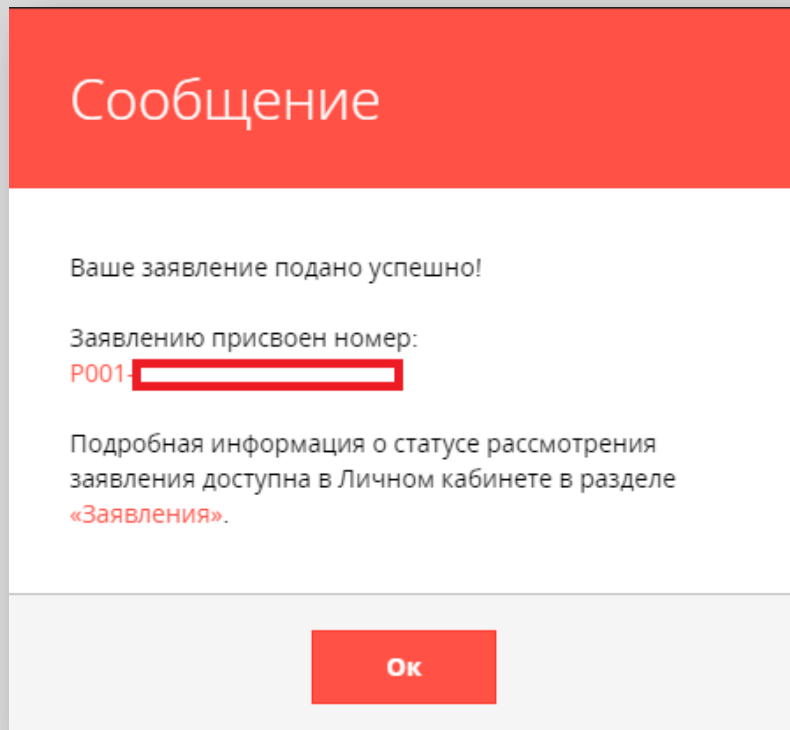 Сообщение
Ваше заявление подано успешно!
Заявлению присвоен номер:
P001-
Подробная информация о статусе рассмотрения
заявления доступна в Личном кабинете в разделе
«Заявления».
Ок